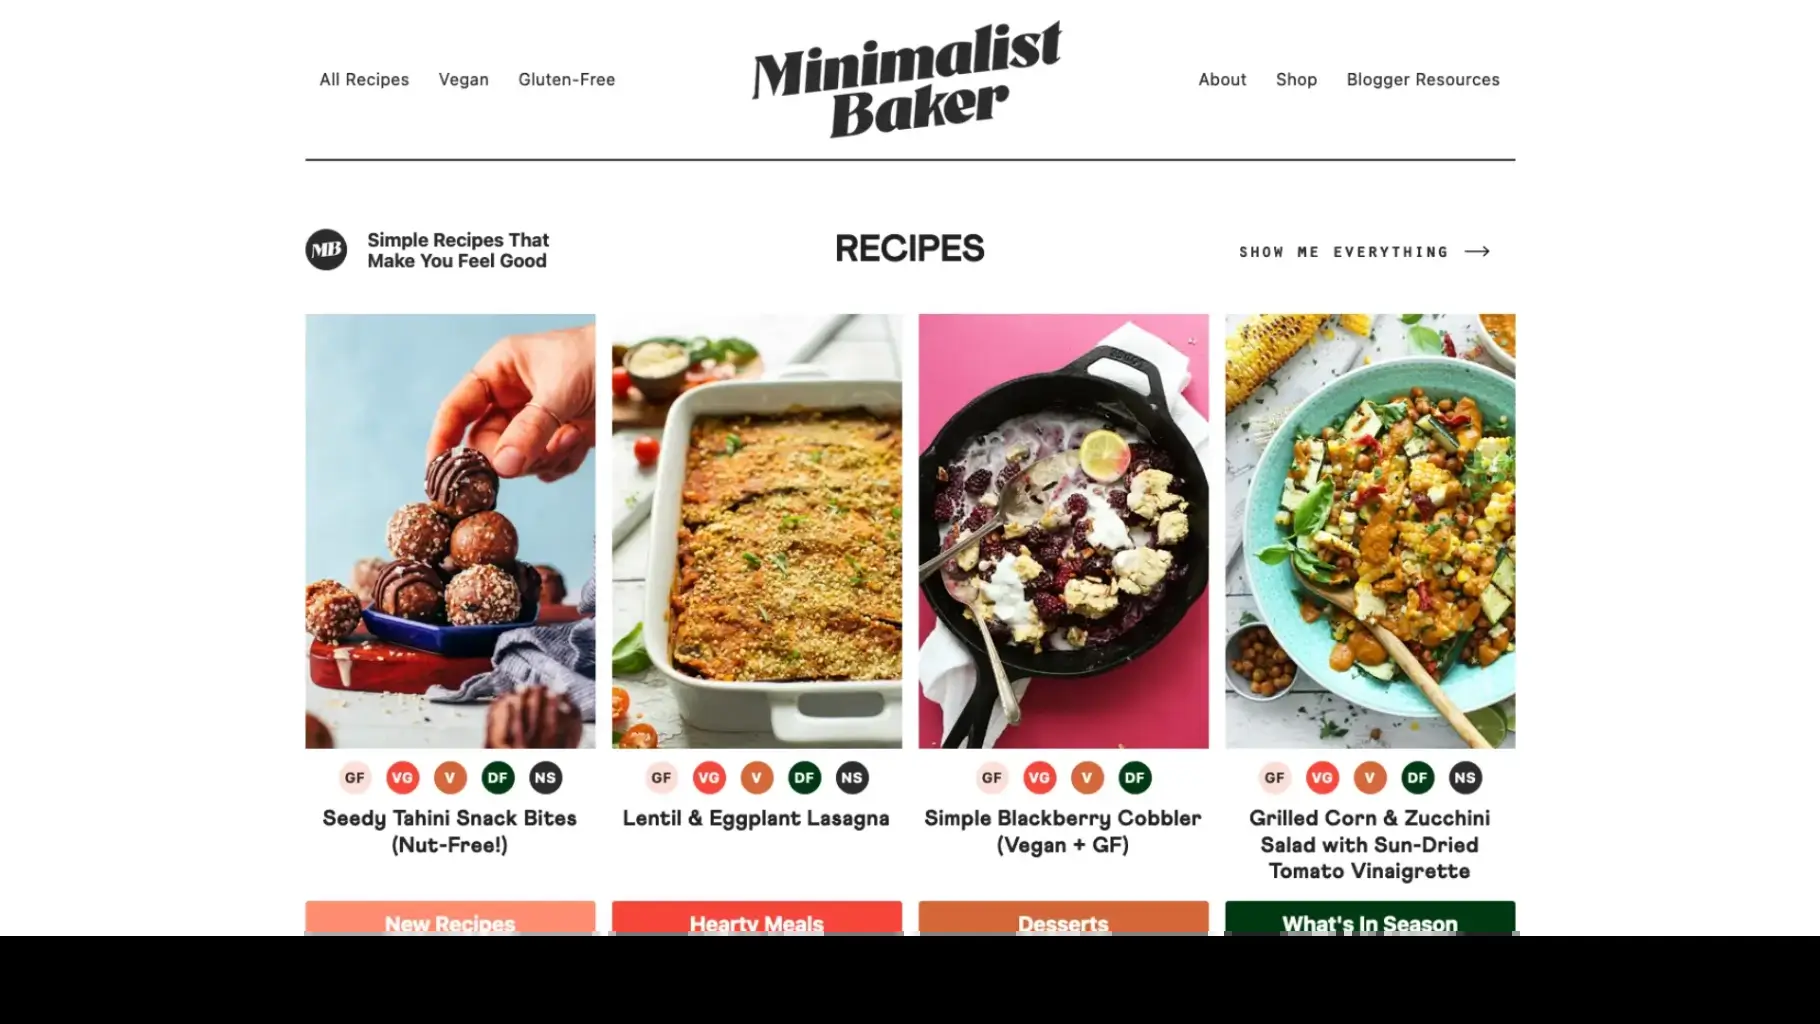 All Recipes
Vegan
Gluten-Free
Minimalist
Baker
About
Shop
Blogger Resources
MB
Simple Recipes That
Make You Feel Good
RECIPES
SHOW ME EVERYTHING →
GF VG V DF NS
Seedy Tahini Snack Bites
(Nut-Free!)
GF VG V DF NS
Lentil & Eggplant Lasagna
GF VG V DF
Simple Blackberry Cobbler
(Vegan + GF)
GF VG V DF NS
Grilled Corn & Zucchini
Salad with Sun-Dried
Tomato Vinaigrette
New Recipes
Hearty Meals
Desserts
What's In Season